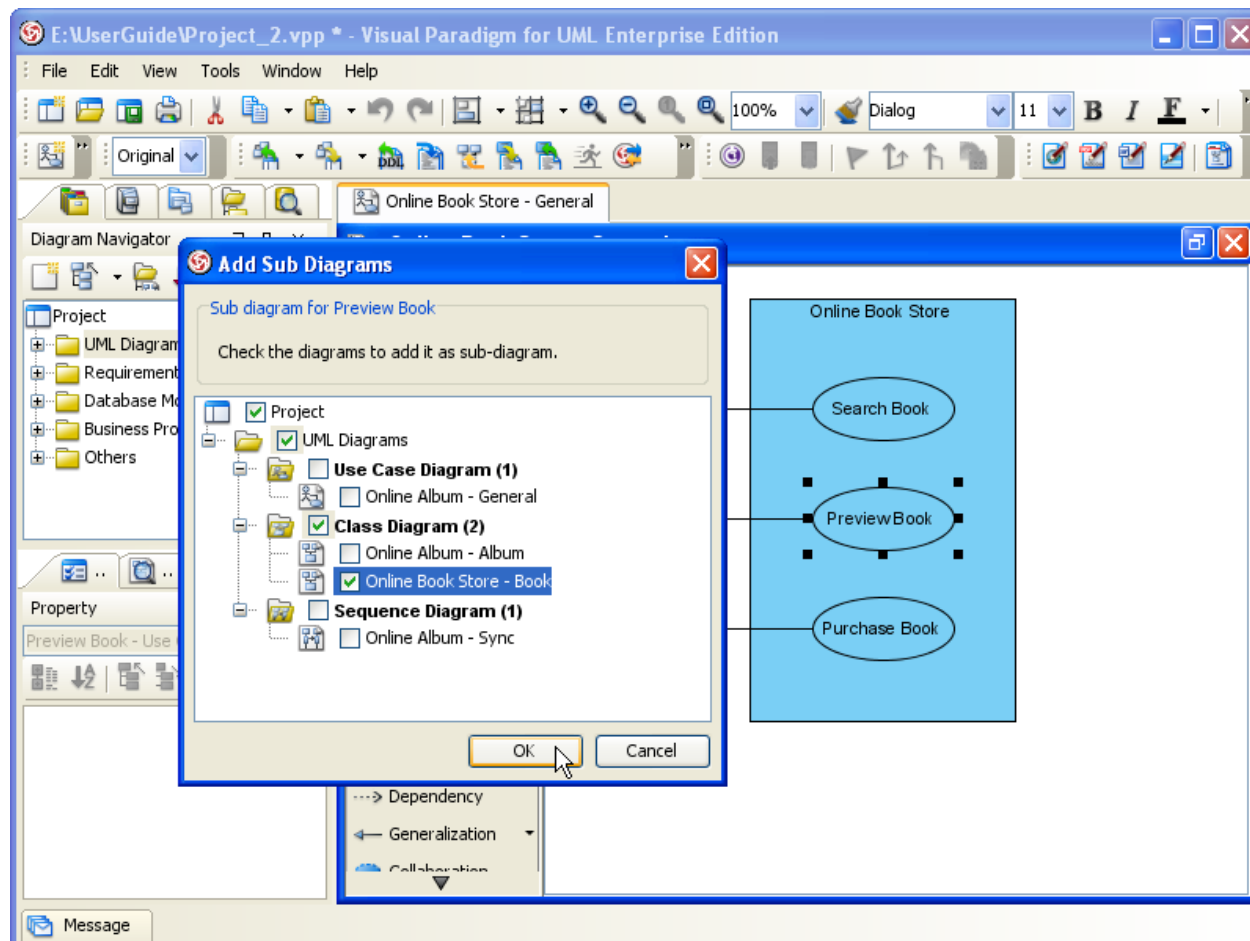 E:\UserGuide\Project_2.vpp * - Visual Paradigm for UML Enterprise Edition
File Edit View Tools Window Help
100% Dialog 11 B I F
Original DDL
Online Book Store - General
Diagram Navigator
Project
UML Diagram
Requirement
Database Mo
Business Pro
Others
Add Sub Diagrams
Sub diagram for Preview Book
Check the diagrams to add it as sub-diagram.
Project
UML Diagrams
Use Case Diagram (1)
Online Album - General
Class Diagram (2)
Online Album - Album
Online Book Store - Book
Sequence Diagram (1)
Online Album - Sync
OK Cancel
Online Book Store
Search Book
Preview Book
Purchase Book
..
..
Property
Preview Book - Use
Dependency
Generalization
Collaboration
Message